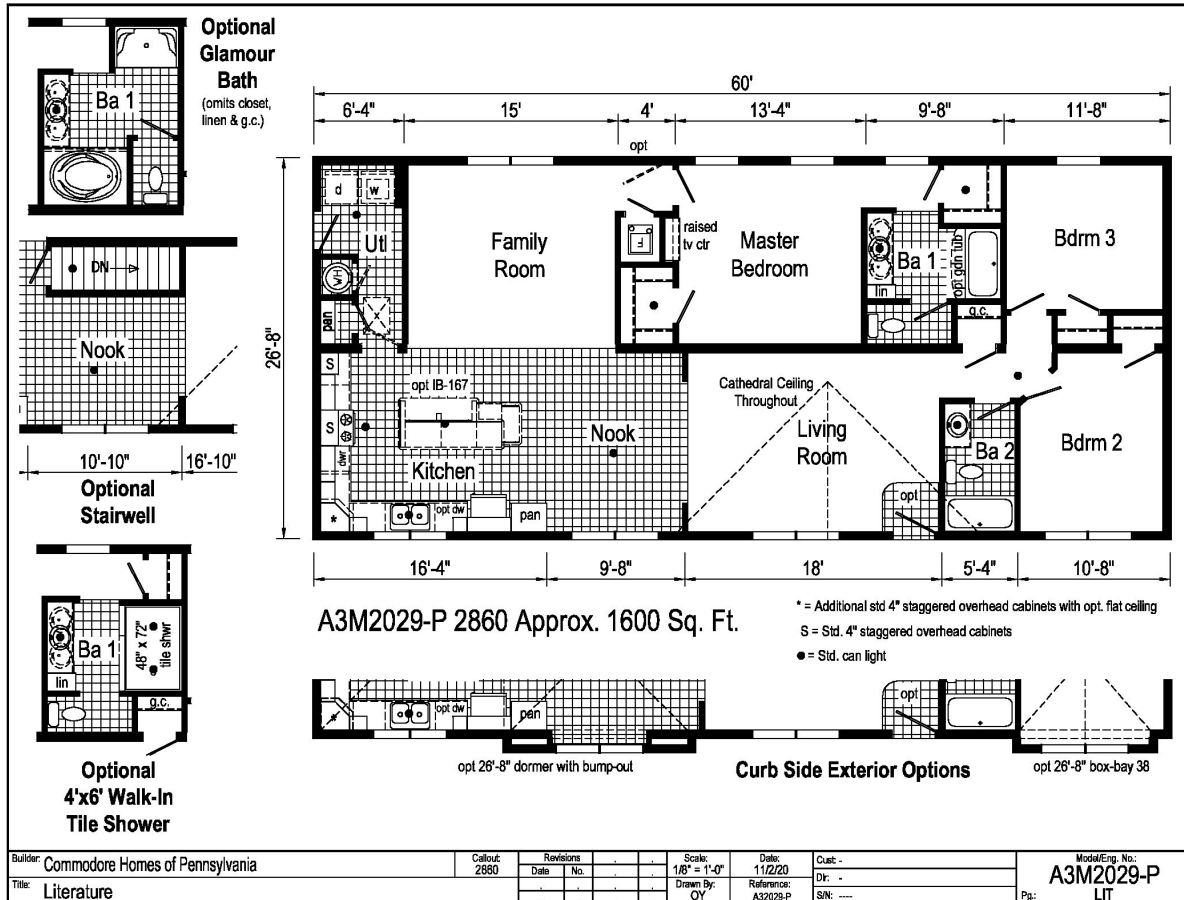 Optional
Glamour
Bath
(omits closet,
linen & g.c.)
Ba 1
DN
Nook
10'-10"
16'-10"
Optional
Stairwell
Ba 1
lin
48" x 72"
tile shwr
g.c.
Optional
4'x6' Walk-In
Tile Shower
60'
6'-4"
15'
4'
13'-4"
9'-8"
11'-8"
opt
26'-8"
d
w
Utl
WH
pan
Family
Room
F
raised
tv ctr
Master
Bedroom
Ba 1
lin
opt gdn tub
g.c.
Bdrm 3
S
S
dwr
opt IB-167
Nook
Kitchen
*
opt dw
pan
Cathedral Ceiling
Throughout
Living
Room
opt
Ba 2
Bdrm 2
16'-4"
9'-8"
18'
5'-4"
10'-8"
A3M2029-P 2860 Approx. 1600 Sq. Ft.
* = Additional std 4" staggered overhead cabinets with opt. flat ceiling
S = Std. 4" staggered overhead cabinets
● = Std. can light
*
opt dw
pan
opt
opt 26'-8" dormer with bump-out
Curb Side Exterior Options
opt 26'-8" box-bay 38
Builder: Commodore Homes of Pennsylvania
Title: Literature
Callout:
2860
Revisions
Date No.
Scale:
1/8" = 1'-0"
Drawn By:
OY
Date:
11/2/20
Reference:
A32029-P
Cust: -
Dlr: -
S/N: ----
Model/Eng. No.:
A3M2029-P
Pg.: LIT